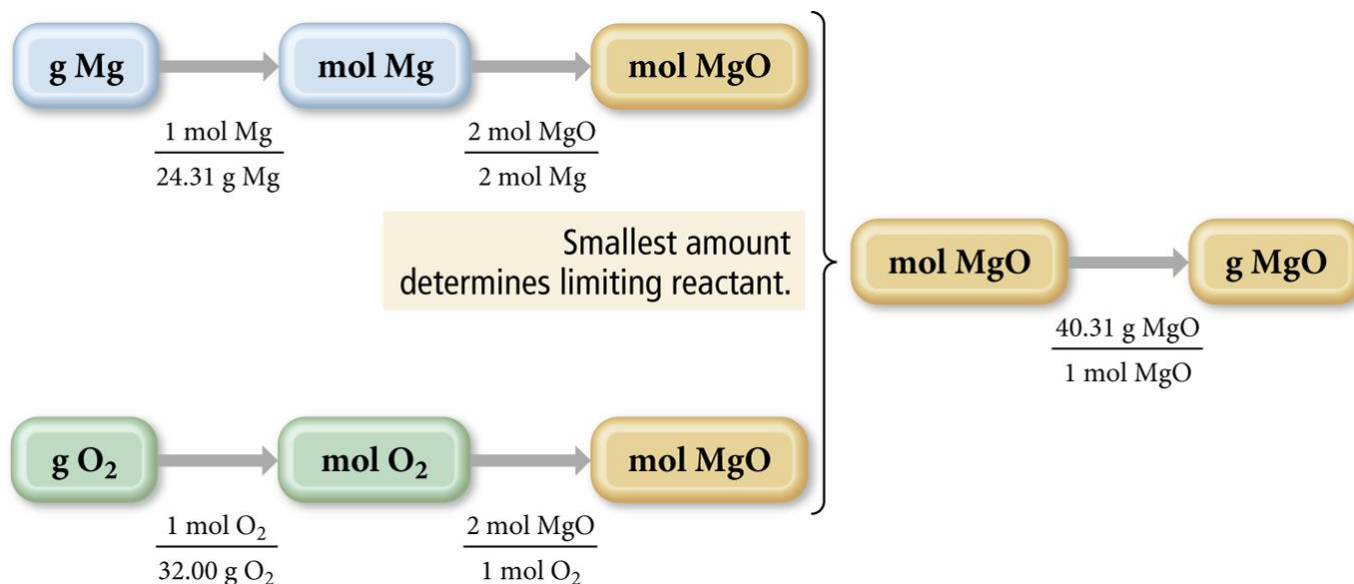 g Mg
mol Mg
mol MgO
1 mol Mg
24.31 g Mg
2 mol MgO
2 mol Mg
Smallest amount
determines limiting reactant.
mol MgO
g MgO
40.31 g MgO
1 mol MgO
g O₂
mol O₂
mol MgO
1 mol O₂
32.00 g O₂
2 mol MgO
1 mol O₂